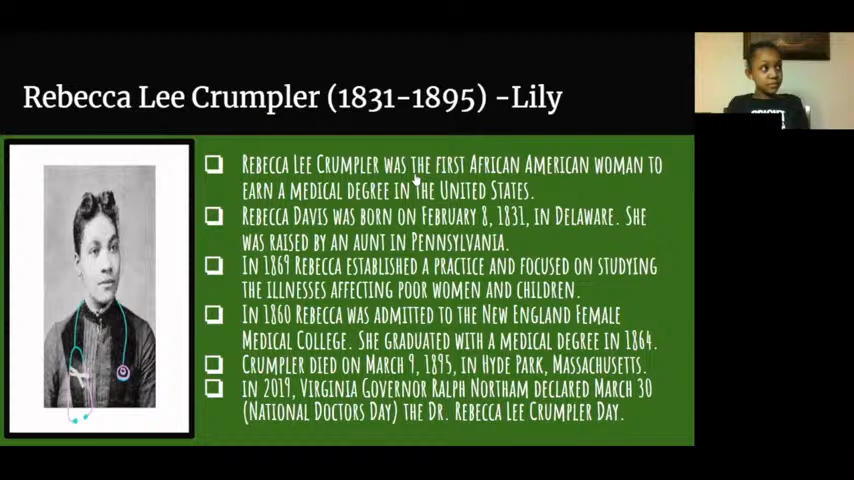 Rebecca Lee Crumpler (1831-1895) -Lily
Rebecca Lee Crumpler was the first African American woman to
earn a medical degree in the United States.
Rebecca Davis was born on February 8, 1831, in Delaware. She
was raised by an aunt in Pennsylvania.
In 1869 Rebecca established a practice and focused on studying
the illnesses affecting poor women and children.
In 1860 Rebecca was admitted to the New England Female
Medical College. She graduated with a medical degree in 1864.
Crumpler died on March 9, 1895, in Hyde Park, Massachusetts.
in 2019, Virginia Governor Ralph Northam declared March 30
(National Doctors Day) the Dr. Rebecca Lee Crumpler Day.